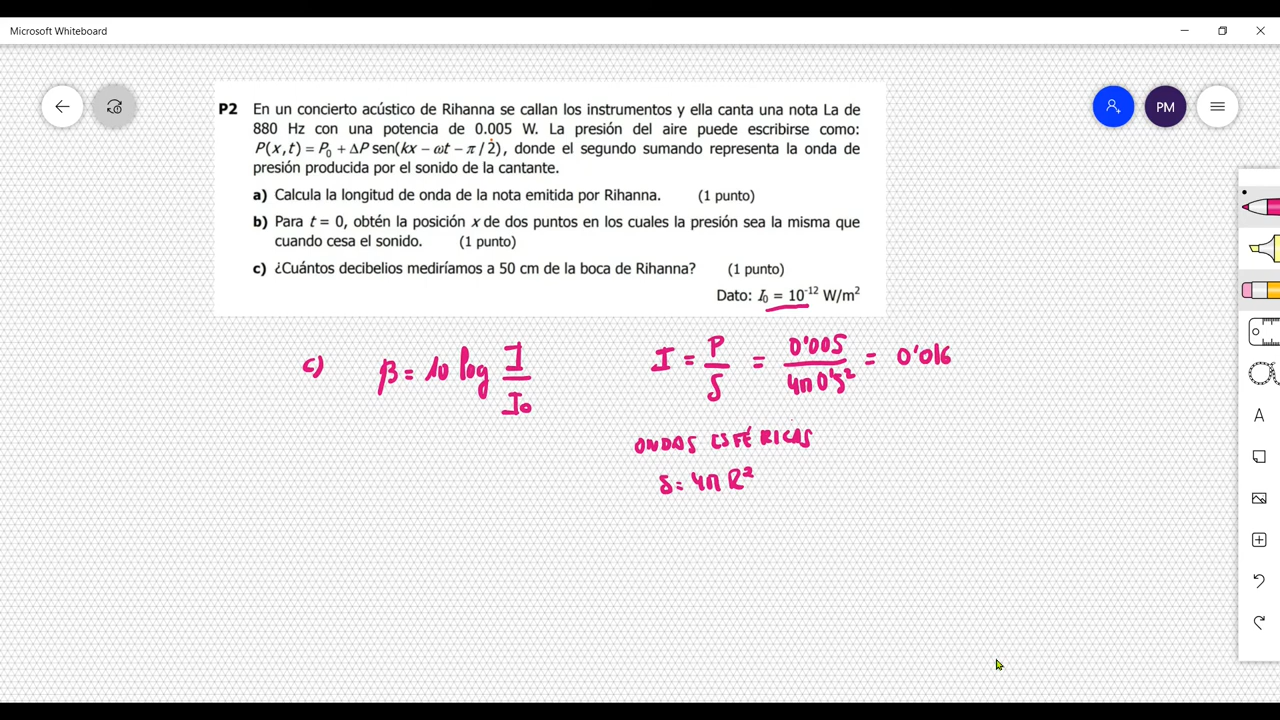 Microsoft Whiteboard
PM
P2 En un concierto acústico de Rihanna se callan los instrumentos y ella canta una nota La de
880 Hz con una potencia de 0.005 W. La presión del aire puede escribirse como:
P(x,t) = P₀ + ΔP sen(kx − ωt − π/2), donde el segundo sumando representa la onda de
presión producida por el sonido de la cantante.
a) Calcula la longitud de onda de la nota emitida por Rihanna. (1 punto)
b) Para t = 0, obtén la posición x de dos puntos en los cuales la presión sea la misma que
cuando cesa el sonido. (1 punto)
c) ¿Cuántos decibelios mediríamos a 50 cm de la boca de Rihanna? (1 punto)
Dato: I₀ = 10⁻¹² W/m²
c) β = 10 log I/I₀ I = P/S = 0'005/4π0'5² = 0'016
ONDAS ESFÉRICAS
S = 4π R²
A